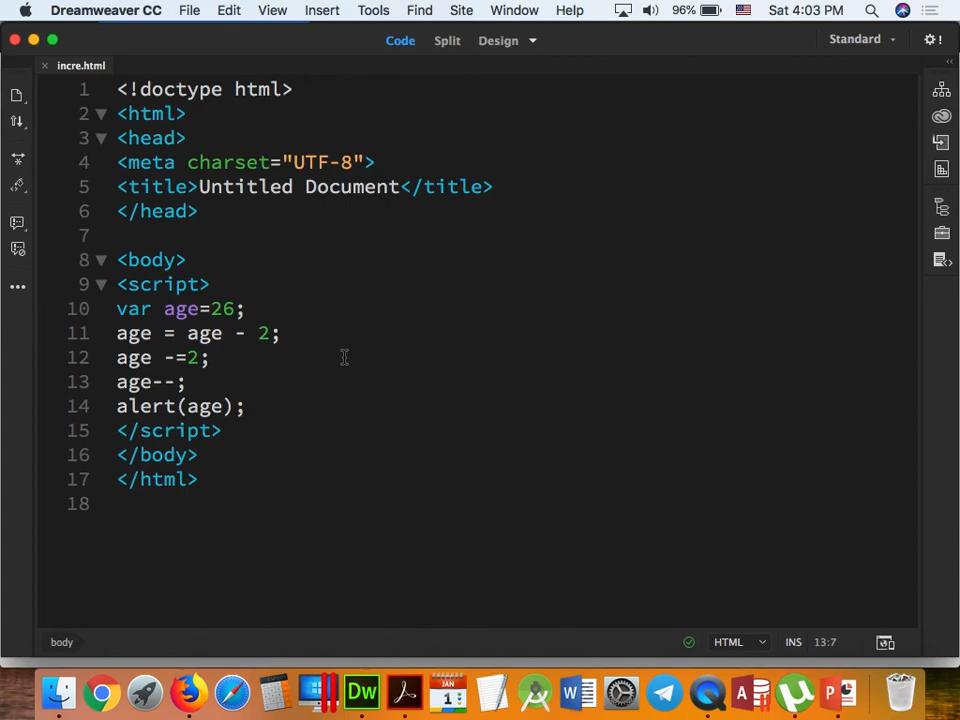 Dreamweaver CC File Edit View Insert Tools Find Site Window Help 96% Sat 4:03 PM
Code Split Design Standard
incre.html
1 <!doctype html>
2 <html>
3 <head>
4 <meta charset="UTF-8">
5 <title>Untitled Document</title>
6 </head>
7
8 <body>
9 <script>
10 var age=26;
11 age = age - 2;
12 age -=2;
13 age--;
14 alert(age);
15 </script>
16 </body>
17 </html>
18
body HTML INS 13:7
Dw JAN 1 W A P